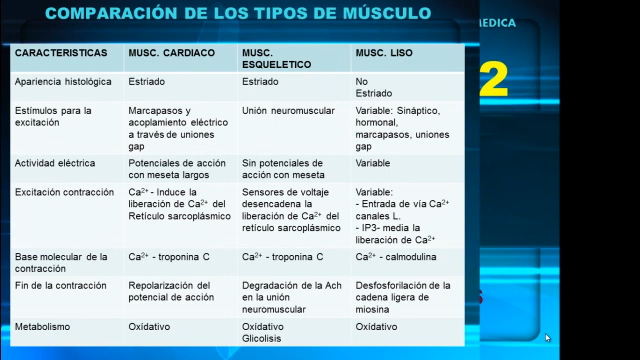 COMPARACIÓN DE LOS TIPOS DE MÚSCULO
CARACTERISTICAS
MUSC. CARDIACO
MUSC.
ESQUELETICO
MUSC. LISO
Apariencia histológica
Estriado
Estriado
No
Estriado
Estímulos para la
excitación
Marcapasos y
acoplamiento eléctrico
a través de uniones
gap
Unión neuromuscular
Variable: Sináptico,
hormonal,
marcapasos, uniones
gap
Actividad eléctrica
Potenciales de acción
con meseta largos
Sin potenciales de
acción con meseta
Variable
Excitación contracción
Ca²⁺ - Induce la
liberación de Ca²⁺ del
Retículo sarcoplásmico
Sensores de voltaje
desencadena la
liberación de Ca²⁺ del
retículo sarcoplásmico
Variable:
- Entrada de vía Ca²⁺
canales L.
- IP3- media la
liberación de Ca²⁺
Base molecular de la
contracción
Ca²⁺ - troponina C
Ca²⁺ - troponina C
Ca²⁺ - calmodulina
Fin de la contracción
Repolarización del
potencial de acción
Degradación de la Ach
en la unión
neuromuscular
Desfosforilación de la
cadena ligera de
miosina
Metabolismo
Oxídativo
Oxidativo
Glicolisis
Oxídativo
MEDICA
2